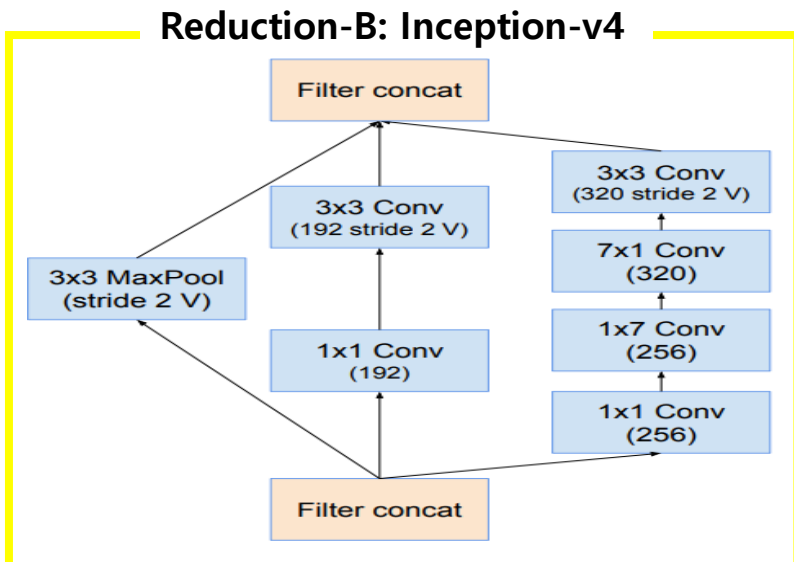 Reduction-B: Inception-v4
Filter concat
3x3 Conv
(320 stride 2 V)
3x3 Conv
(192 stride 2 V)
7x1 Conv
(320)
3x3 MaxPool
(stride 2 V)
1x7 Conv
(256)
1x1 Conv
(192)
1x1 Conv
(256)
Filter concat